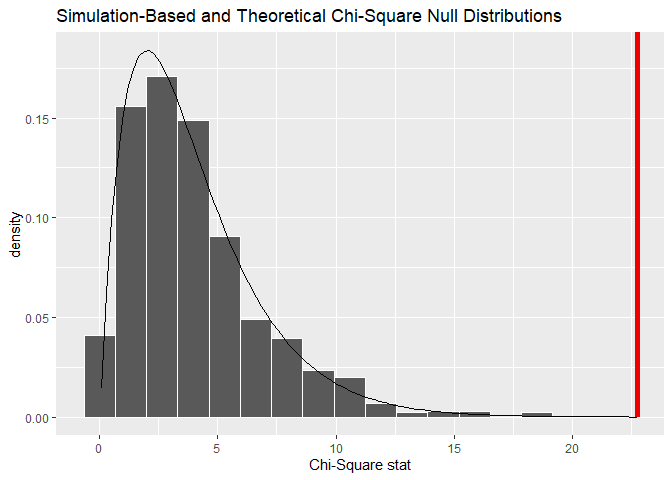 Simulation-Based and Theoretical Chi-Square Null Distributions
0.15
0.10
0.05
0.00
density
0 5 10 15 20
Chi-Square stat